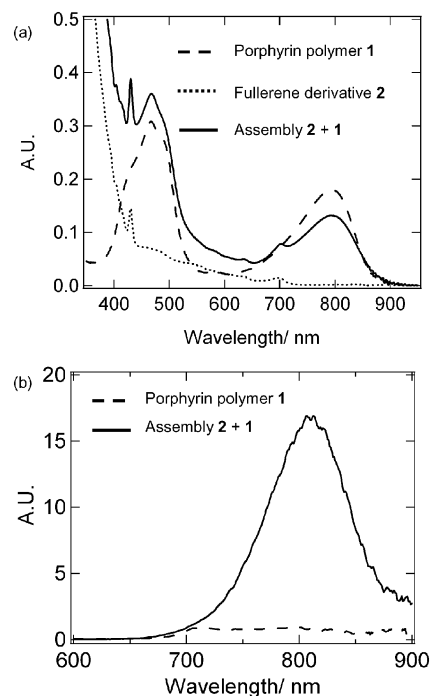 (a)
0.5
0.4
0.3
0.2
0.1
0.0
A.U.
Porphyrin polymer 1
Fullerene derivative 2
Assembly 2 + 1
400 500 600 700 800 900
Wavelength/ nm
(b)
20
15
10
5
0
A.U.
Porphyrin polymer 1
Assembly 2 + 1
600 700 800 900
Wavelength/ nm